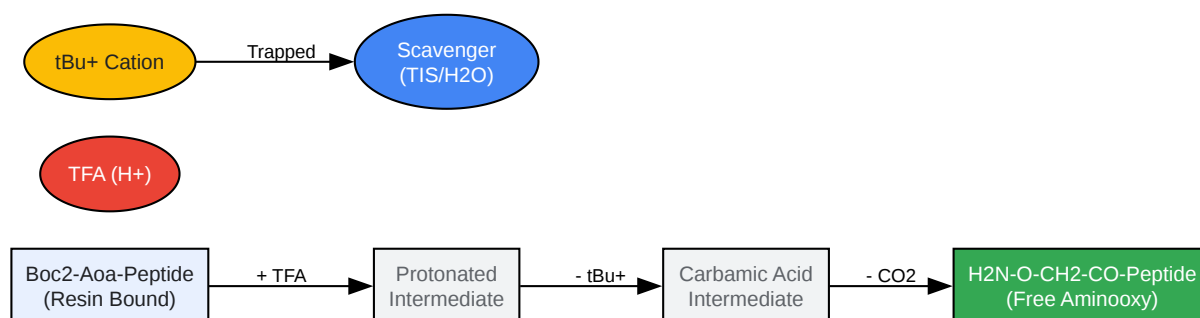 tBu+ Cation
Trapped
Scavenger
(TIS/H2O)
TFA (H+)
Boc2-Aoa-Peptide
(Resin Bound)
+ TFA
Protonated
Intermediate
- tBu+
Carbamic Acid
Intermediate
- CO2
H2N-O-CH2-CO-Peptide
(Free Aminooxy)